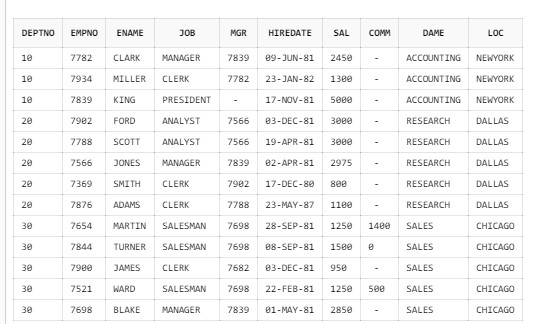 DEPTNO EMPNO ENAME JOB MGR HIREDATE SAL COMM DAME LOC
10 7782 CLARK MANAGER 7839 09-JUN-81 2450 - ACCOUNTING NEWYORK
10 7934 MILLER CLERK 7782 23-JAN-82 1300 - ACCOUNTING NEWYORK
10 7839 KING PRESIDENT - 17-NOV-81 5000 - ACCOUNTING NEWYORK
20 7902 FORD ANALYST 7566 03-DEC-81 3000 - RESEARCH DALLAS
20 7788 SCOTT ANALYST 7566 19-APR-81 3000 - RESEARCH DALLAS
20 7566 JONES MANAGER 7839 02-APR-81 2975 - RESEARCH DALLAS
20 7369 SMITH CLERK 7902 17-DEC-80 800 - RESEARCH DALLAS
20 7876 ADAMS CLERK 7788 23-MAY-87 1100 - RESEARCH DALLAS
30 7654 MARTIN SALESMAN 7698 28-SEP-81 1250 1400 SALES CHICAGO
30 7844 TURNER SALESMAN 7698 08-SEP-81 1500 0 SALES CHICAGO
30 7900 JAMES CLERK 7682 03-DEC-81 950 - SALES CHICAGO
30 7521 WARD SALESMAN 7698 22-FEB-81 1250 500 SALES CHICAGO
30 7698 BLAKE MANAGER 7839 01-MAY-81 2850 - SALES CHICAGO